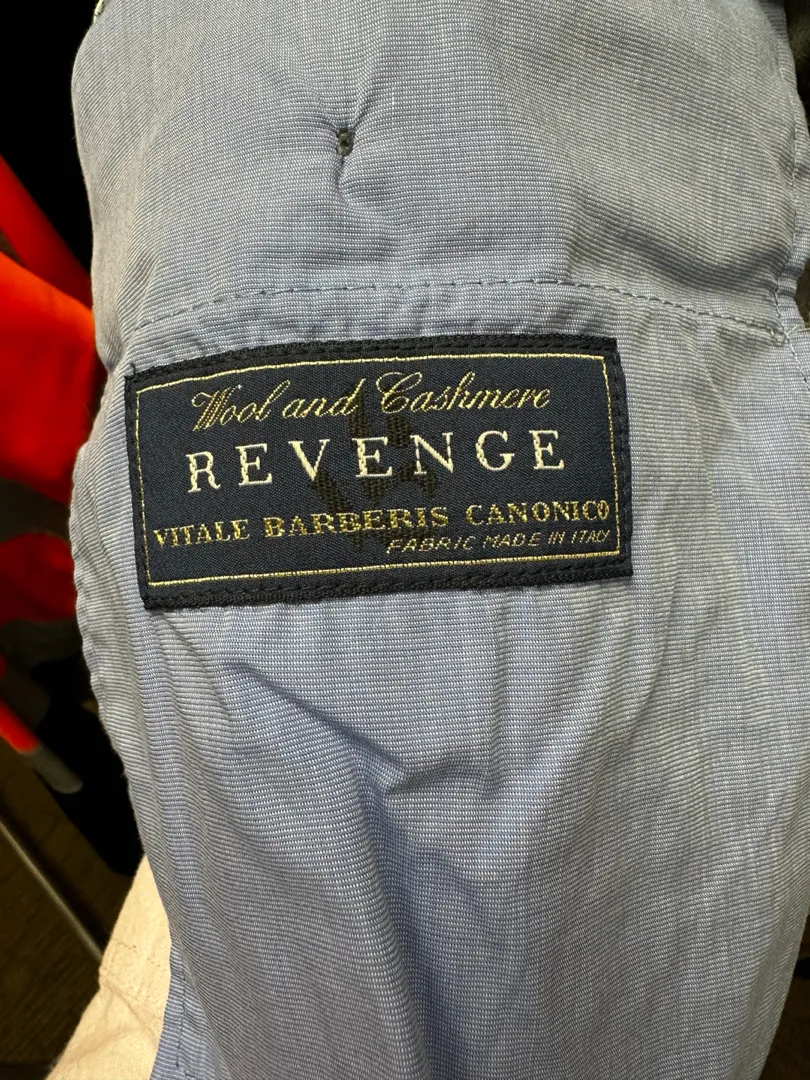 Wool and Cashmere
REVENGE
VITALE BARBERIS CANONICO
FABRIC MADE IN ITALY